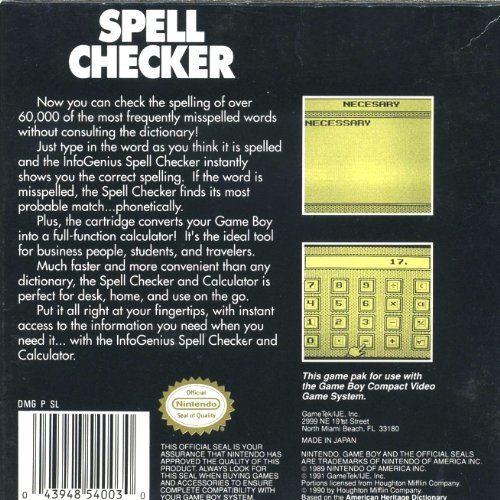 SPELL
CHECKER
Now you can check the spelling of over
60,000 of the most frequently misspelled words
without consulting the dictionary!
Just type in the word as you think it is spelled
and the InfoGenius Spell Checker instantly
shows you the correct spelling. If the word is
misspelled, the Spell Checker finds its most
probable match...phonetically.
Plus, the cartridge converts your Game Boy
into a full-function calculator! It's the ideal tool
for business people, students, and travelers.
Much faster and more convenient than any
dictionary, the Spell Checker and Calculator is
perfect for desk, home, and use on the go.
Put it all right at your fingertips, with instant
access to the information you need when you
need it... with the InfoGenius Spell Checker and
Calculator.
NECESARY
NECESSARY
17.
7 8 9 ÷
4 5 6 ×
1 2 3 -
This game pak for use with
the Game Boy Compact Video
Game System.
GameTek/IJE, Inc.
2999 NE 191st Street
North Miami Beach, FL 33180
MADE IN JAPAN
NINTENDO, GAME BOY AND THE OFFICIAL SEALS
ARE TRADEMARKS OF NINTENDO OF AMERICA INC.
© 1989 NINTENDO OF AMERICA INC.
© 1991 GameTek/IJE, Inc.
Portions licensed from Houghton Mifflin Company.
© 1990 by Houghton Mifflin Company.
Based on the American Heritage Dictionary
DMG P SL
0 43948 54003 0
Official
Nintendo
Seal of Quality
THIS OFFICIAL SEAL IS YOUR
ASSURANCE THAT NINTENDO HAS
APPROVED THE QUALITY OF THIS
PRODUCT. ALWAYS LOOK FOR
THIS SEAL WHEN BUYING GAMES
AND ACCESSORIES TO ENSURE
COMPLETE COMPATIBILITY WITH
YOUR GAME BOY SYSTEM.